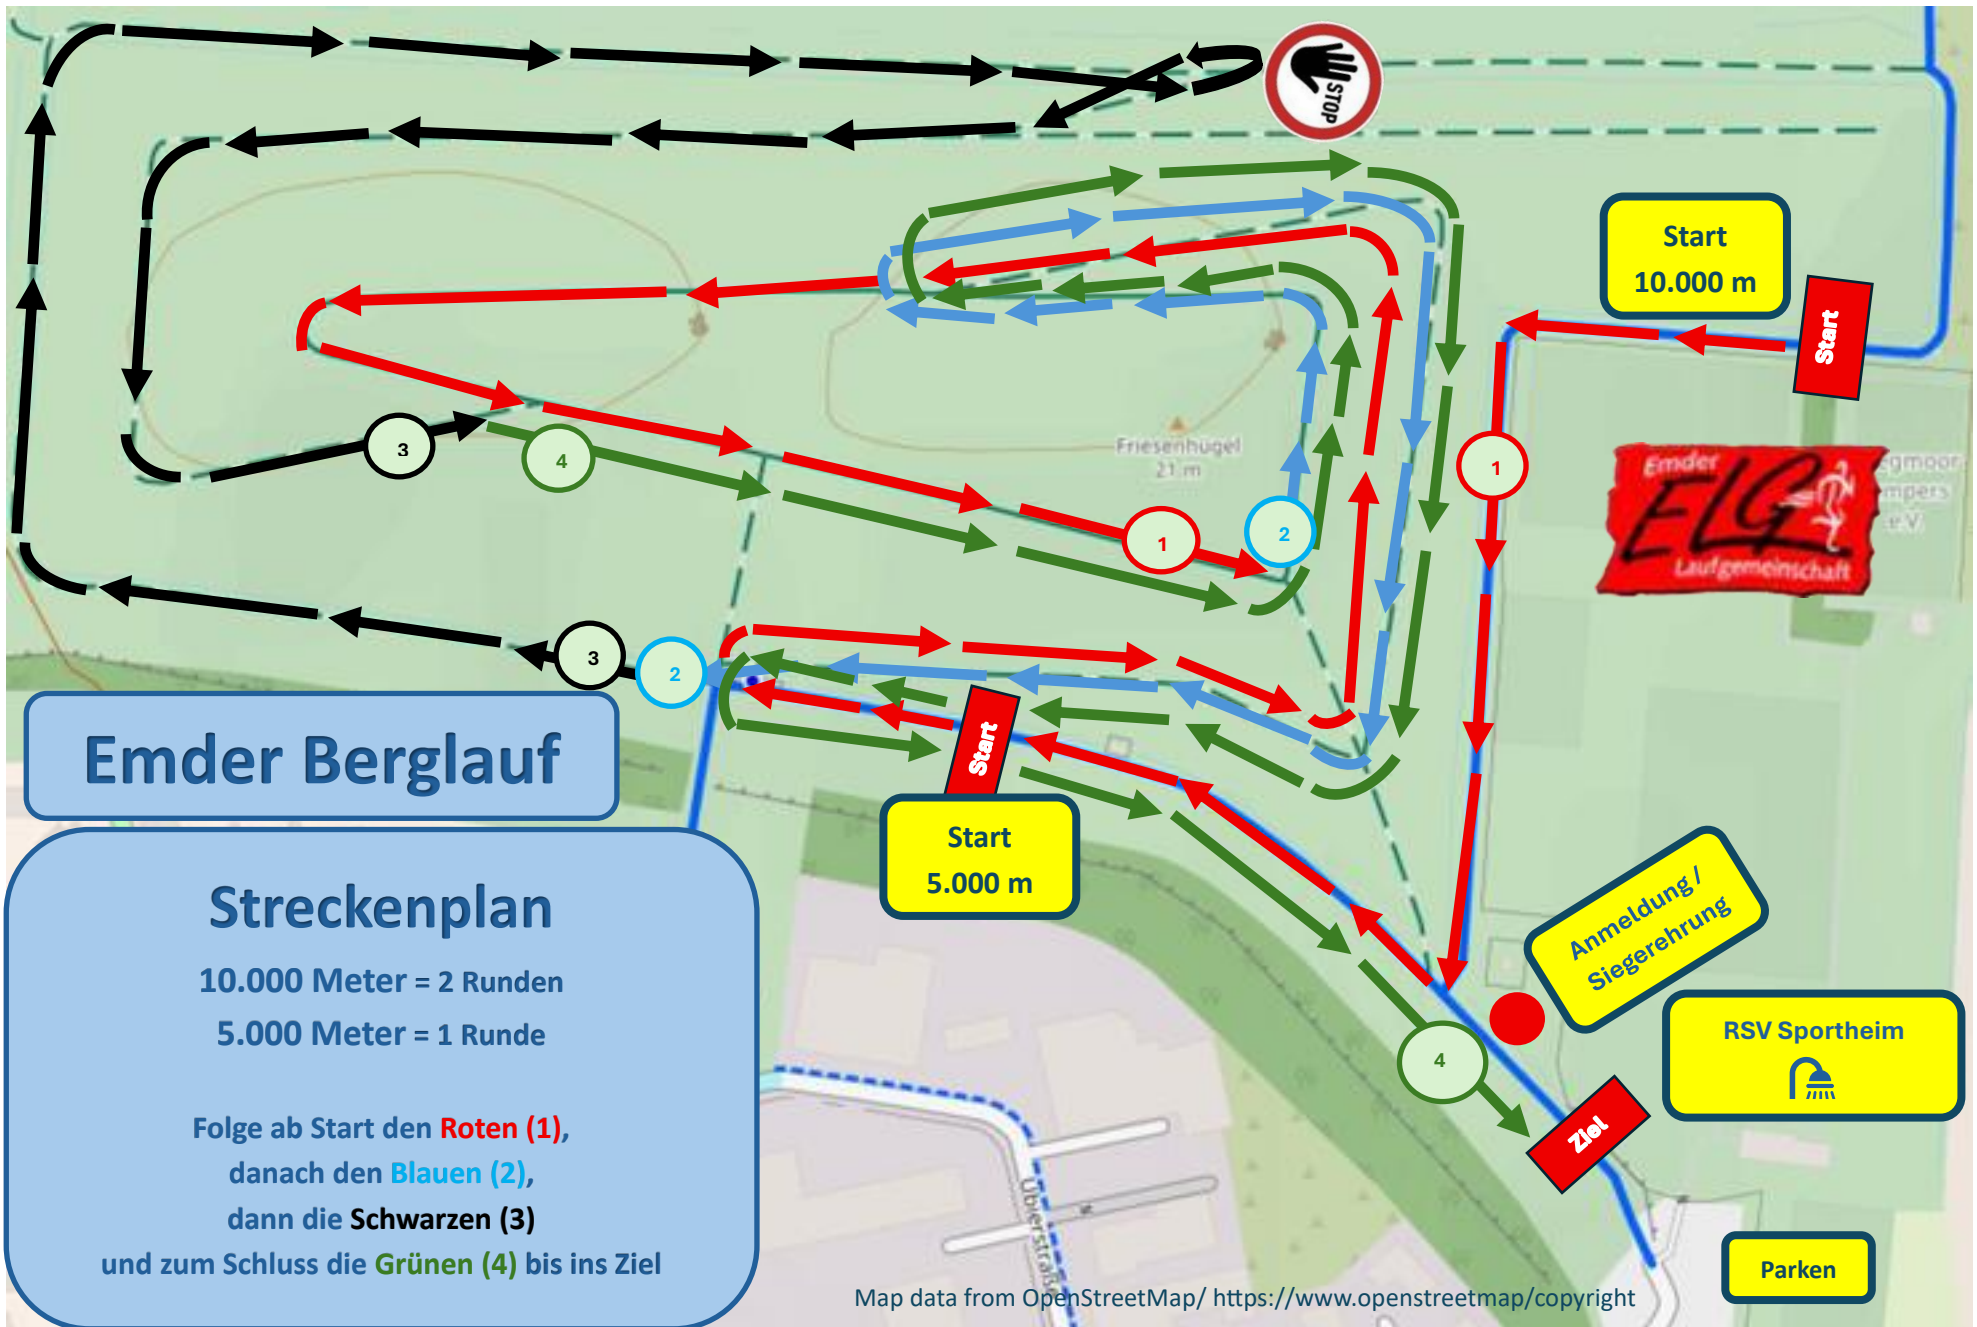 STOP
Start
10.000 m
Start
1
3
4
Friesenhügel
21 m
1
2
Emder
ELG
Laufgemeinschaft
egmoor
mpers
e.V.
3
2
Start
Emder Berglauf
Start
5.000 m
Streckenplan
10.000 Meter = 2 Runden
5.000 Meter = 1 Runde
Folge ab Start den Roten (1),
danach den Blauen (2),
dann die Schwarzen (3)
und zum Schluss die Grünen (4) bis ins Ziel
Anmeldung /
Siegerehrung
RSV Sportheim
4
Ziel
Ubierstraße
Parken
Map data from OpenStreetMap/ https://www.openstreetmap/copyright